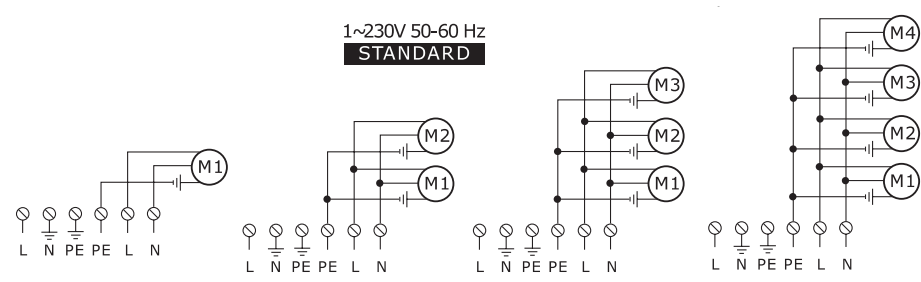 1~230V 50-60 Hz
STANDARD
M1
L N PE PE L N
M2
M1
L N PE PE L N
M3
M2
M1
L N PE PE L N
M4
M3
M2
M1
L N PE PE L N